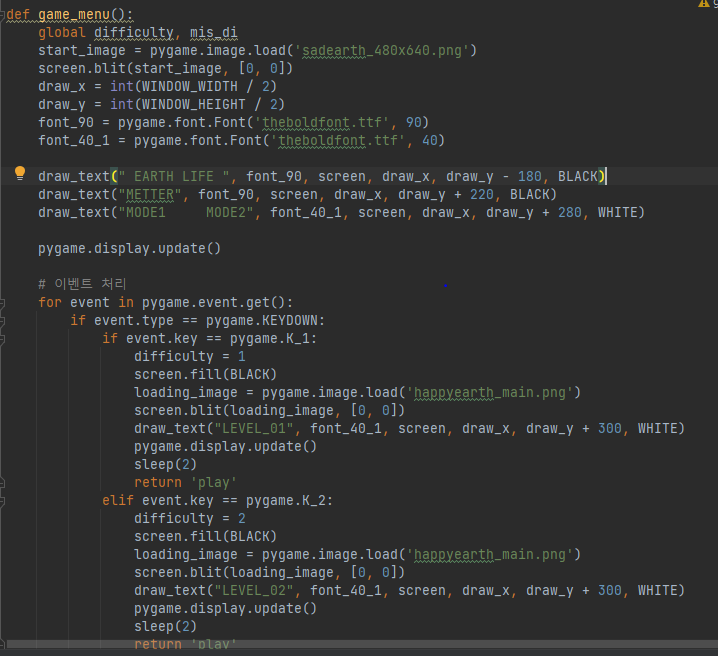 def game_menu():
    global difficulty, mis_di
    start_image = pygame.image.load('sadearth_480x640.png')
    screen.blit(start_image, [0, 0])
    draw_x = int(WINDOW_WIDTH / 2)
    draw_y = int(WINDOW_HEIGHT / 2)
    font_90 = pygame.font.Font('theboldfont.ttf', 90)
    font_40_1 = pygame.font.Font('theboldfont.ttf', 40)

    draw_text(" EARTH LIFE ", font_90, screen, draw_x, draw_y - 180, BLACK)
    draw_text("METTER", font_90, screen, draw_x, draw_y + 220, BLACK)
    draw_text("MODE1     MODE2", font_40_1, screen, draw_x, draw_y + 280, WHITE)

    pygame.display.update()

    # 이벤트 처리
    for event in pygame.event.get():
        if event.type == pygame.KEYDOWN:
            if event.key == pygame.K_1:
                difficulty = 1
                screen.fill(BLACK)
                loading_image = pygame.image.load('happyearth_main.png')
                screen.blit(loading_image, [0, 0])
                draw_text("LEVEL_01", font_40_1, screen, draw_x, draw_y + 300, WHITE)
                pygame.display.update()
                sleep(2)
                return 'play'
            elif event.key == pygame.K_2:
                difficulty = 2
                screen.fill(BLACK)
                loading_image = pygame.image.load('happyearth_main.png')
                screen.blit(loading_image, [0, 0])
                draw_text("LEVEL_02", font_40_1, screen, draw_x, draw_y + 300, WHITE)
                pygame.display.update()
                sleep(2)
                return 'play'